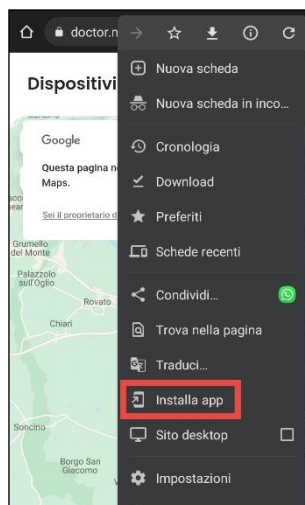 doctor.n
Dispositivi
Google
Questa pagina n
Maps.
Sei il proprietario d
Grumello
del Monte
Palazzolo
sull'Oglio
Rovato
Chiari
Soncino
Borgo San
Giacomo
Nuova scheda
Nuova scheda in inco...
Cronologia
Download
Preferiti
Schede recenti
Condividi...
Trova nella pagina
Traduci...
Installa app
Sito desktop
Impostazioni